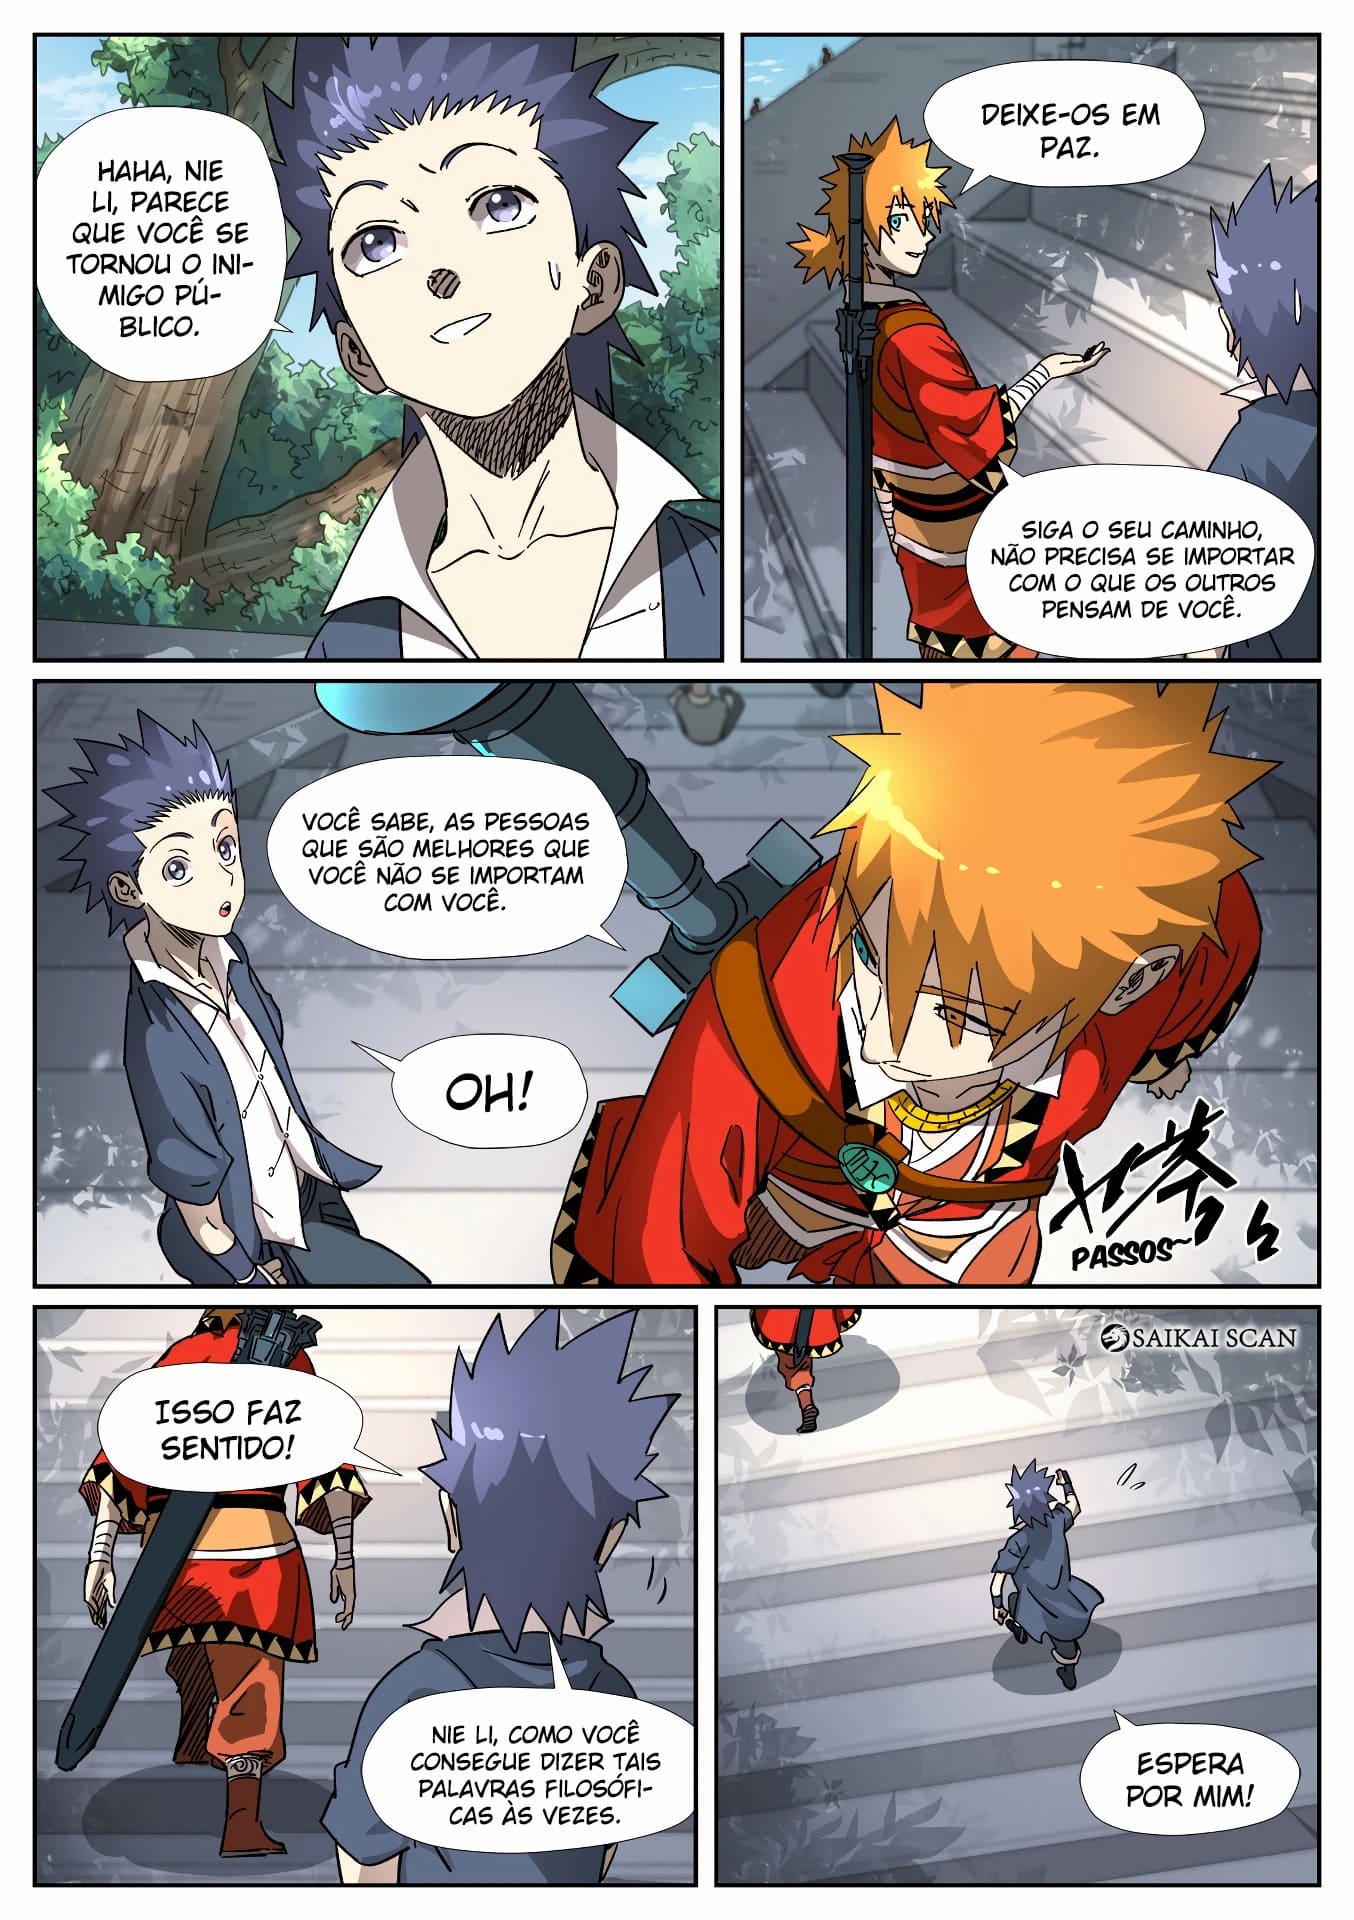 HAHA, NIE
LI, PARECE
QUE VOCÊ SE
TORNOU O INI-
MIGO PÚ-
BLICO.
DEIXE-OS EM
PAZ.
SIGA O SEU CAMINHO,
NÃO PRECISA SE IMPORTAR
COM O QUE OS OUTROS
PENSAM DE VOCÊ.
VOCÊ SABE, AS PESSOAS
QUE SÃO MELHORES QUE
VOCÊ NÃO SE IMPORTAM
COM VOCÊ.
OH!
PASSOS~
ISSO FAZ
SENTIDO!
NIE LI, COMO VOCÊ
CONSEGUE DIZER TAIS
PALAVRAS FILOSÓFI-
CAS ÀS VEZES.
SAIKAI SCAN
ESPERA
POR MIM!